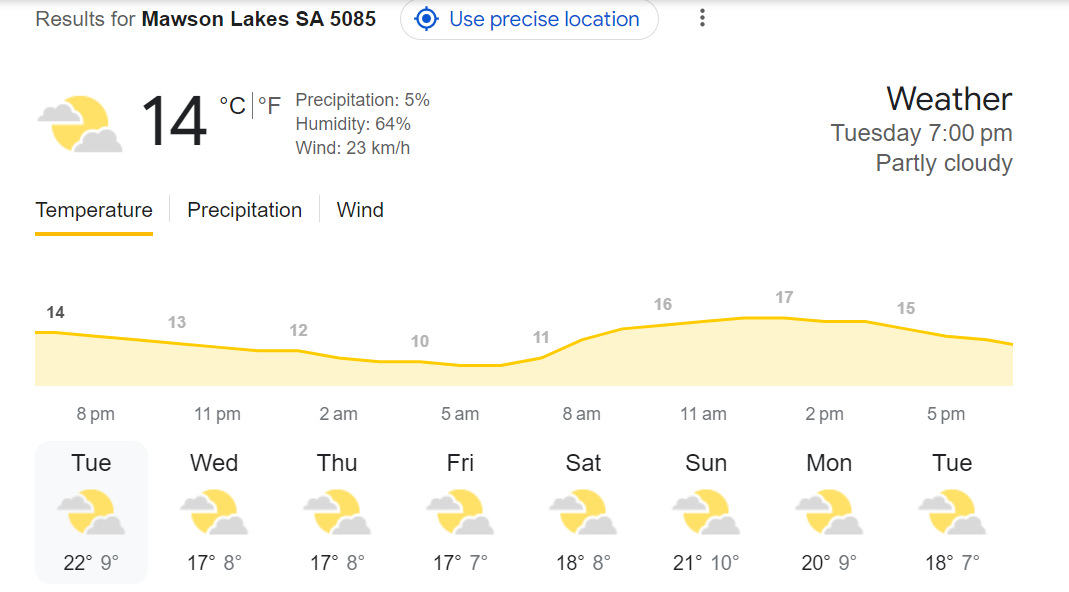 Results for Mawson Lakes SA 5085 Use precise location
14 °C | °F
Precipitation: 5%
Humidity: 64%
Wind: 23 km/h
Weather
Tuesday 7:00 pm
Partly cloudy
Temperature | Precipitation | Wind
14 13 12 10 11 16 17 15
8 pm 11 pm 2 am 5 am 8 am 11 am 2 pm 5 pm
Tue Wed Thu Fri Sat Sun Mon Tue
22° 9° 17° 8° 17° 8° 17° 7° 18° 8° 21° 10° 20° 9° 18° 7°